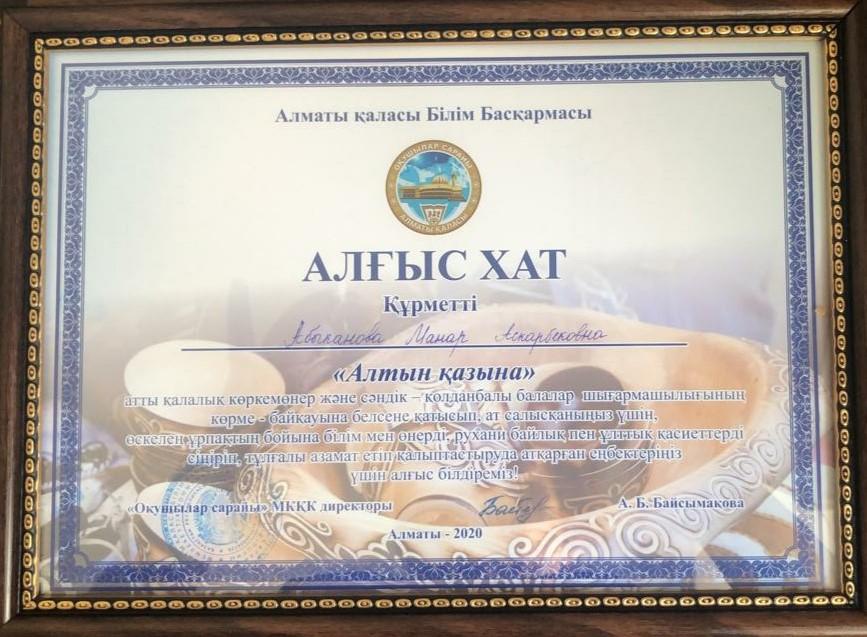 Алматы қаласы Білім Басқармасы
ОҚУШЫЛАР САРАЙЫ
АЛМАТЫ ҚАЛАСЫ
АЛҒЫС ХАТ
Құрметті
Абыканова Манар Аскарбековна
«Алтын қазына»
атты қалалық көркемөнер және сәндік – қолданбалы балалар шығармашылығының
көрме - байқауына белсене қатысып, ат салысқаныңыз үшін,
өскелең ұрпақтың бойына білім мен өнерді, рухани байлық пен ұлттық қасиеттерді
сіңіріп, тұлғалы азамат етіп қалыптастыруда атқарған еңбектеріңіз
үшін алғыс білдіреміз!
«Оқушылар сарайы» МКҚК директоры А. Б. Байсымакова
Алматы - 2020